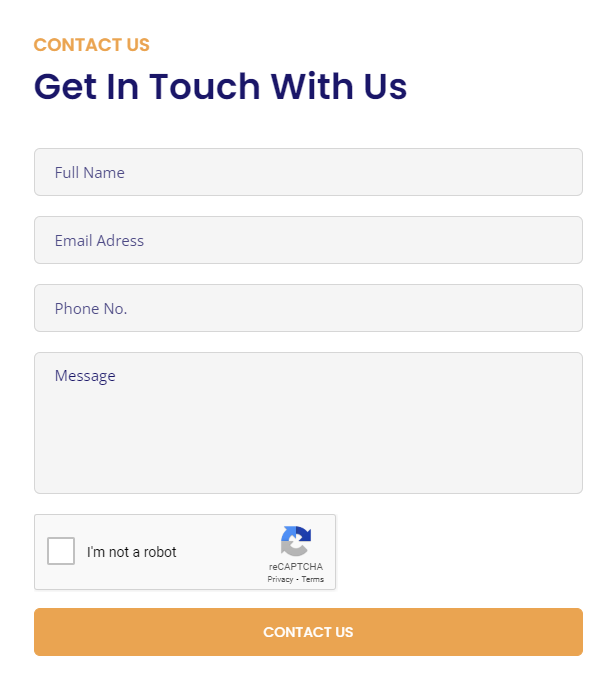 CONTACT US
Get In Touch With Us
Full Name
Email Adress
Phone No.
Message
I'm not a robot
reCAPTCHA
Privacy - Terms
CONTACT US